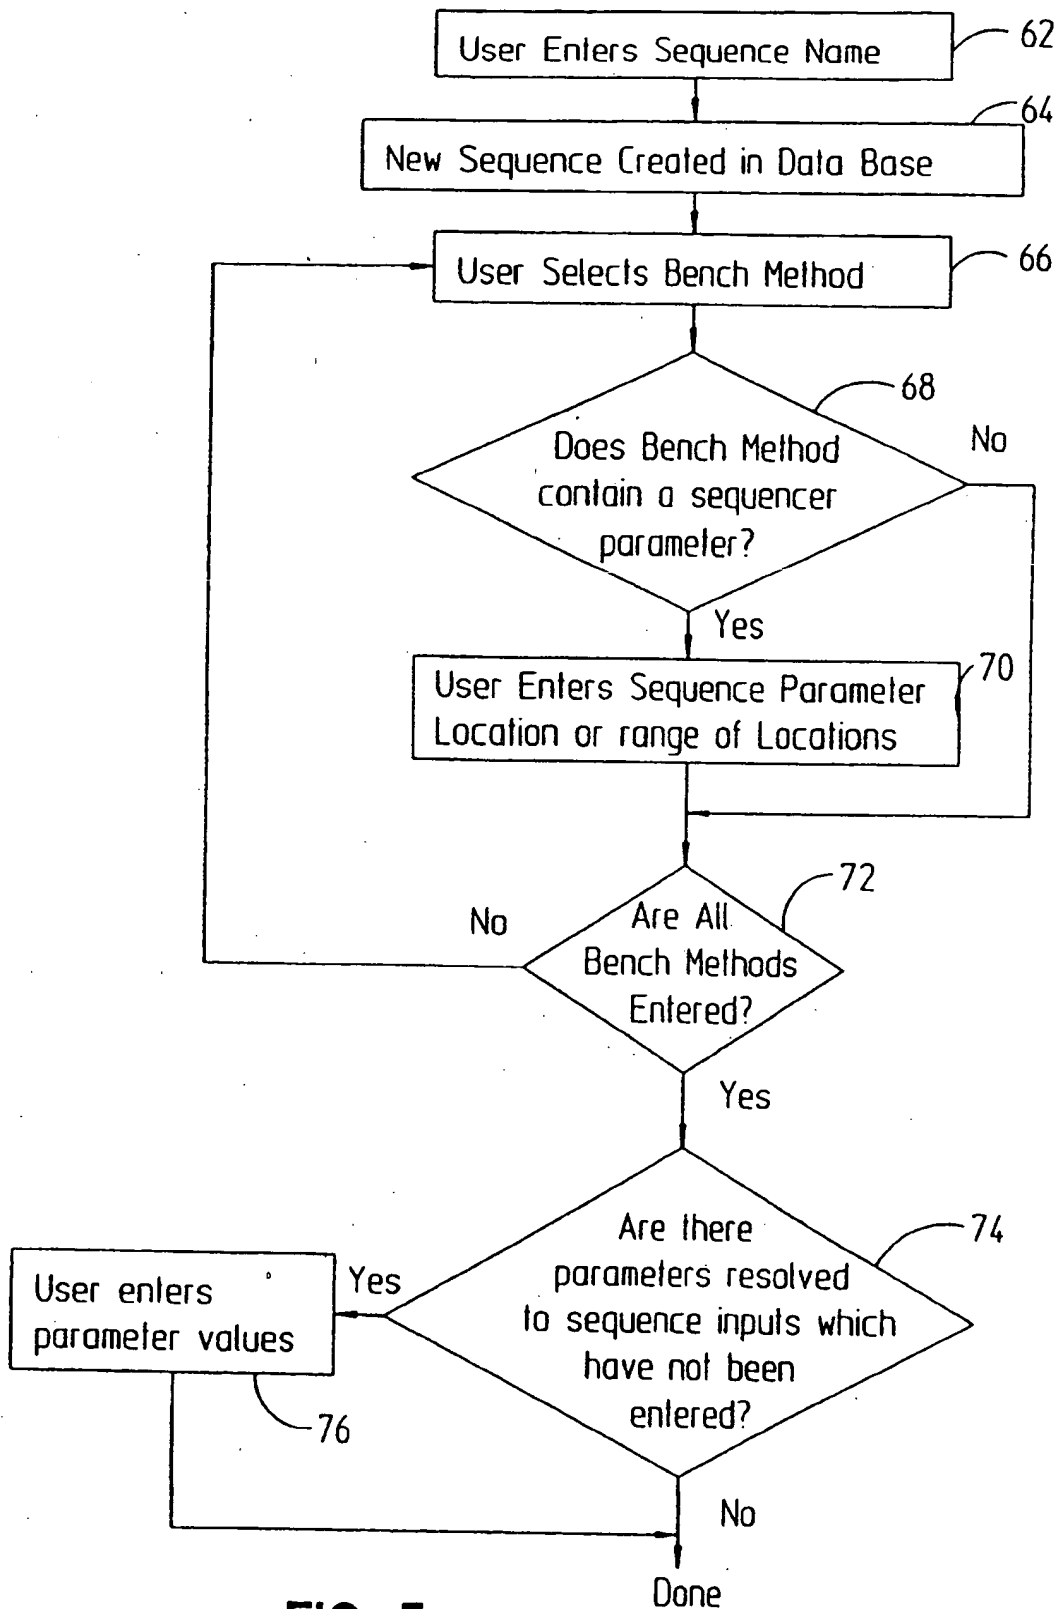 User Enters Sequence Name
62
64
New Sequence Created in Data Base
User Selects Bench Method
66
68
Does Bench Method
contain a sequencer
parameter?
No
Yes
User Enters Sequence Parameter
Location or range of Locations
70
72
Are All
Bench Methods
Entered?
No
Yes
74
Are there
parameters resolved
to sequence inputs which
have not been
entered?
Yes
User enters
parameter values
76
No
Done